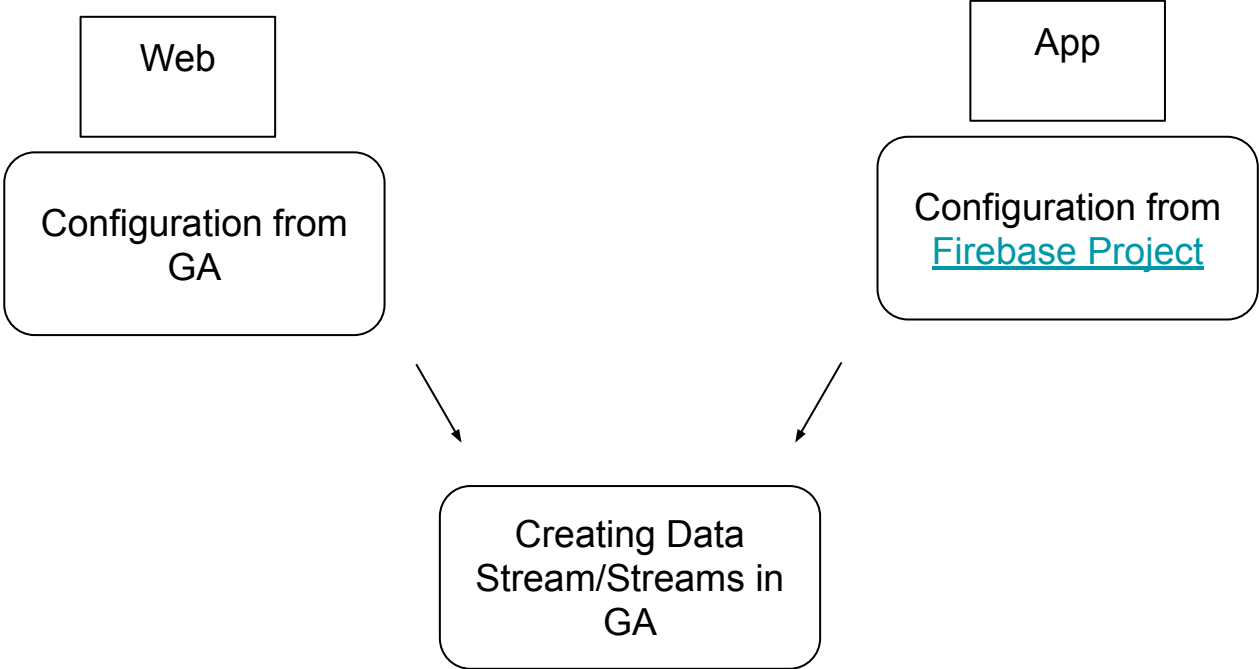 Web
App
Configuration from
GA
Configuration from
Firebase Project
Creating Data
Stream/Streams in
GA